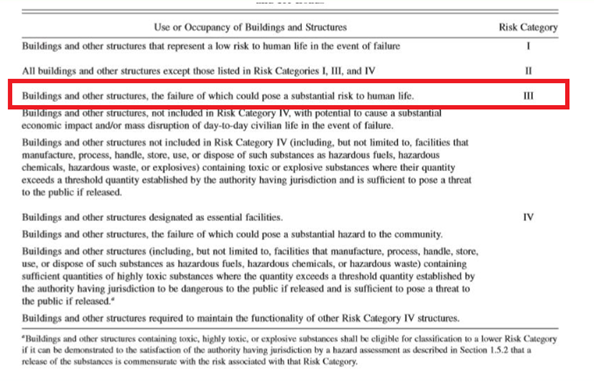 Use or Occupancy of Buildings and Structures Risk Category
Buildings and other structures that represent a low risk to human life in the event of failure I
All buildings and other structures except those listed in Risk Categories I, III, and IV II
Buildings and other structures, the failure of which could pose a substantial risk to human life. III
Buildings and other structures, not included in Risk Category IV, with potential to cause a substantial
economic impact and/or mass disruption of day-to-day civilian life in the event of failure.
Buildings and other structures not included in Risk Category IV (including, but not limited to, facilities that
manufacture, process, handle, store, use, or dispose of such substances as hazardous fuels, hazardous
chemicals, hazardous waste, or explosives) containing toxic or explosive substances where their quantity
exceeds a threshold quantity established by the authority having jurisdiction and is sufficient to pose a threat
to the public if released.
Buildings and other structures designated as essential facilities. IV
Buildings and other structures, the failure of which could pose a substantial hazard to the community.
Buildings and other structures (including, but not limited to, facilities that manufacture, process, handle, store,
use, or dispose of such substances as hazardous fuels, hazardous chemicals, or hazardous waste) containing
sufficient quantities of highly toxic substances where the quantity exceeds a threshold quantity established by
the authority having jurisdiction to be dangerous to the public if released and is sufficient to pose a threat to
the public if released.ª
Buildings and other structures required to maintain the functionality of other Risk Category IV structures.
ªBuildings and other structures containing toxic, highly toxic, or explosive substances shall be eligible for classification to a lower Risk Category
if it can be demonstrated to the satisfaction of the authority having jurisdiction by a hazard assessment as described in Section 1.5.2 that a
release of the substances is commensurate with the risk associated with that Risk Category.